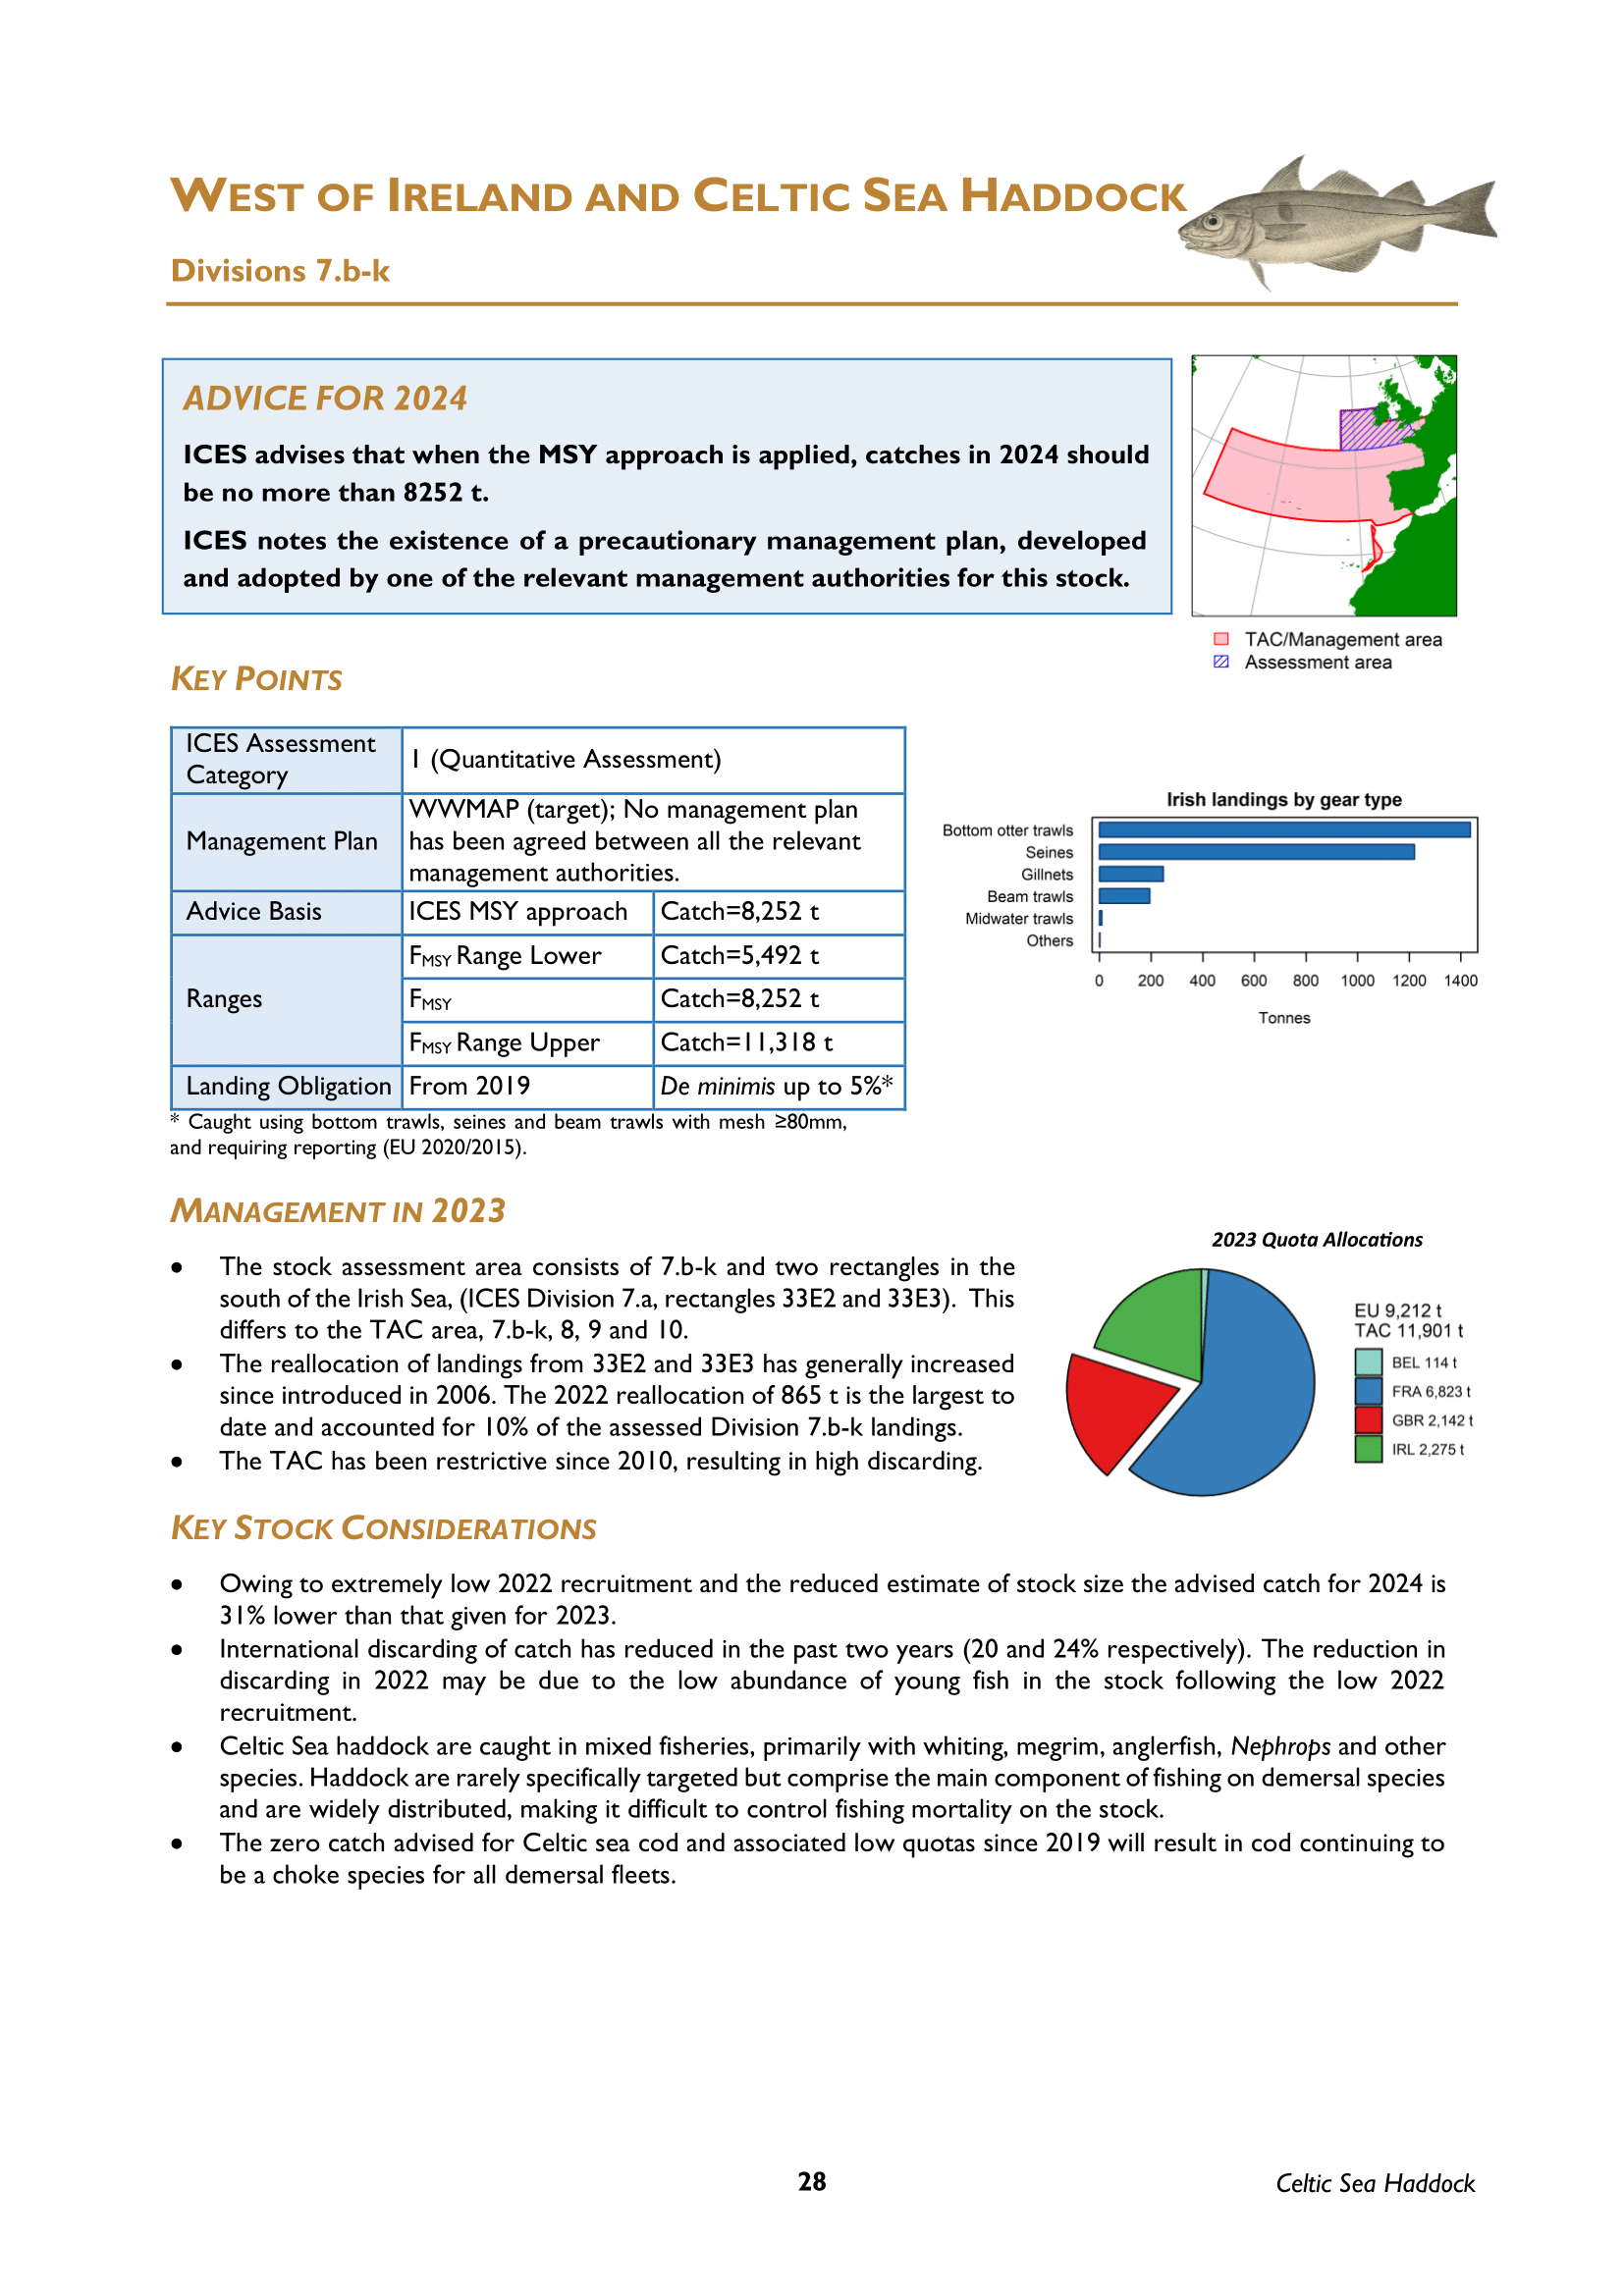 WEST OF IRELAND AND CELTIC SEA HADDOCK
Divisions 7.b-k
ADVICE FOR 2024
ICES advises that when the MSY approach is applied, catches in 2024 should
be no more than 8252 t.
ICES notes the existence of a precautionary management plan, developed
and adopted by one of the relevant management authorities for this stock.
TAC/Management area
Assessment area
KEY POINTS
ICES Assessment
Category
1 (Quantitative Assessment)
Management Plan
WWMAP (target); No management plan
has been agreed between all the relevant
management authorities.
Advice Basis
ICES MSY approach
Catch=8,252 t
Ranges
FMSY Range Lower
Catch=5,492 t
FMSY
Catch=8,252 t
FMSY Range Upper
Catch=11,318 t
Landing Obligation
From 2019
De minimis up to 5%*
* Caught using bottom trawls, seines and beam trawls with mesh ≥80mm,
and requiring reporting (EU 2020/2015).
Irish landings by gear type
Bottom otter trawls
Seines
Gillnets
Beam trawls
Midwater trawls
Others
0 200 400 600 800 1000 1200 1400
Tonnes
MANAGEMENT IN 2023
• The stock assessment area consists of 7.b-k and two rectangles in the
south of the Irish Sea, (ICES Division 7.a, rectangles 33E2 and 33E3). This
differs to the TAC area, 7.b-k, 8, 9 and 10.
• The reallocation of landings from 33E2 and 33E3 has generally increased
since introduced in 2006. The 2022 reallocation of 865 t is the largest to
date and accounted for 10% of the assessed Division 7.b-k landings.
• The TAC has been restrictive since 2010, resulting in high discarding.
2023 Quota Allocations
EU 9,212 t
TAC 11,901 t
BEL 114 t
FRA 6,823 t
GBR 2,142 t
IRL 2,275 t
KEY STOCK CONSIDERATIONS
• Owing to extremely low 2022 recruitment and the reduced estimate of stock size the advised catch for 2024 is
31% lower than that given for 2023.
• International discarding of catch has reduced in the past two years (20 and 24% respectively). The reduction in
discarding in 2022 may be due to the low abundance of young fish in the stock following the low 2022
recruitment.
• Celtic Sea haddock are caught in mixed fisheries, primarily with whiting, megrim, anglerfish, Nephrops and other
species. Haddock are rarely specifically targeted but comprise the main component of fishing on demersal species
and are widely distributed, making it difficult to control fishing mortality on the stock.
• The zero catch advised for Celtic sea cod and associated low quotas since 2019 will result in cod continuing to
be a choke species for all demersal fleets.
28
Celtic Sea Haddock